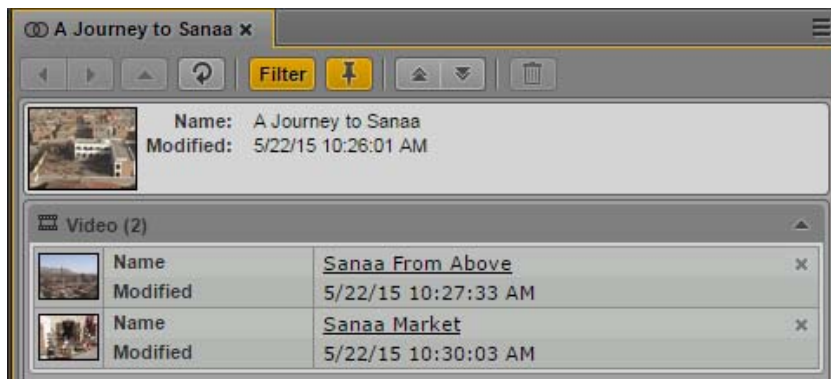 A Journey to Sanaa
Filter
Name: A Journey to Sanaa
Modified: 5/22/15 10:26:01 AM
Video (2)
Name Sanaa From Above
Modified 5/22/15 10:27:33 AM
Name Sanaa Market
Modified 5/22/15 10:30:03 AM